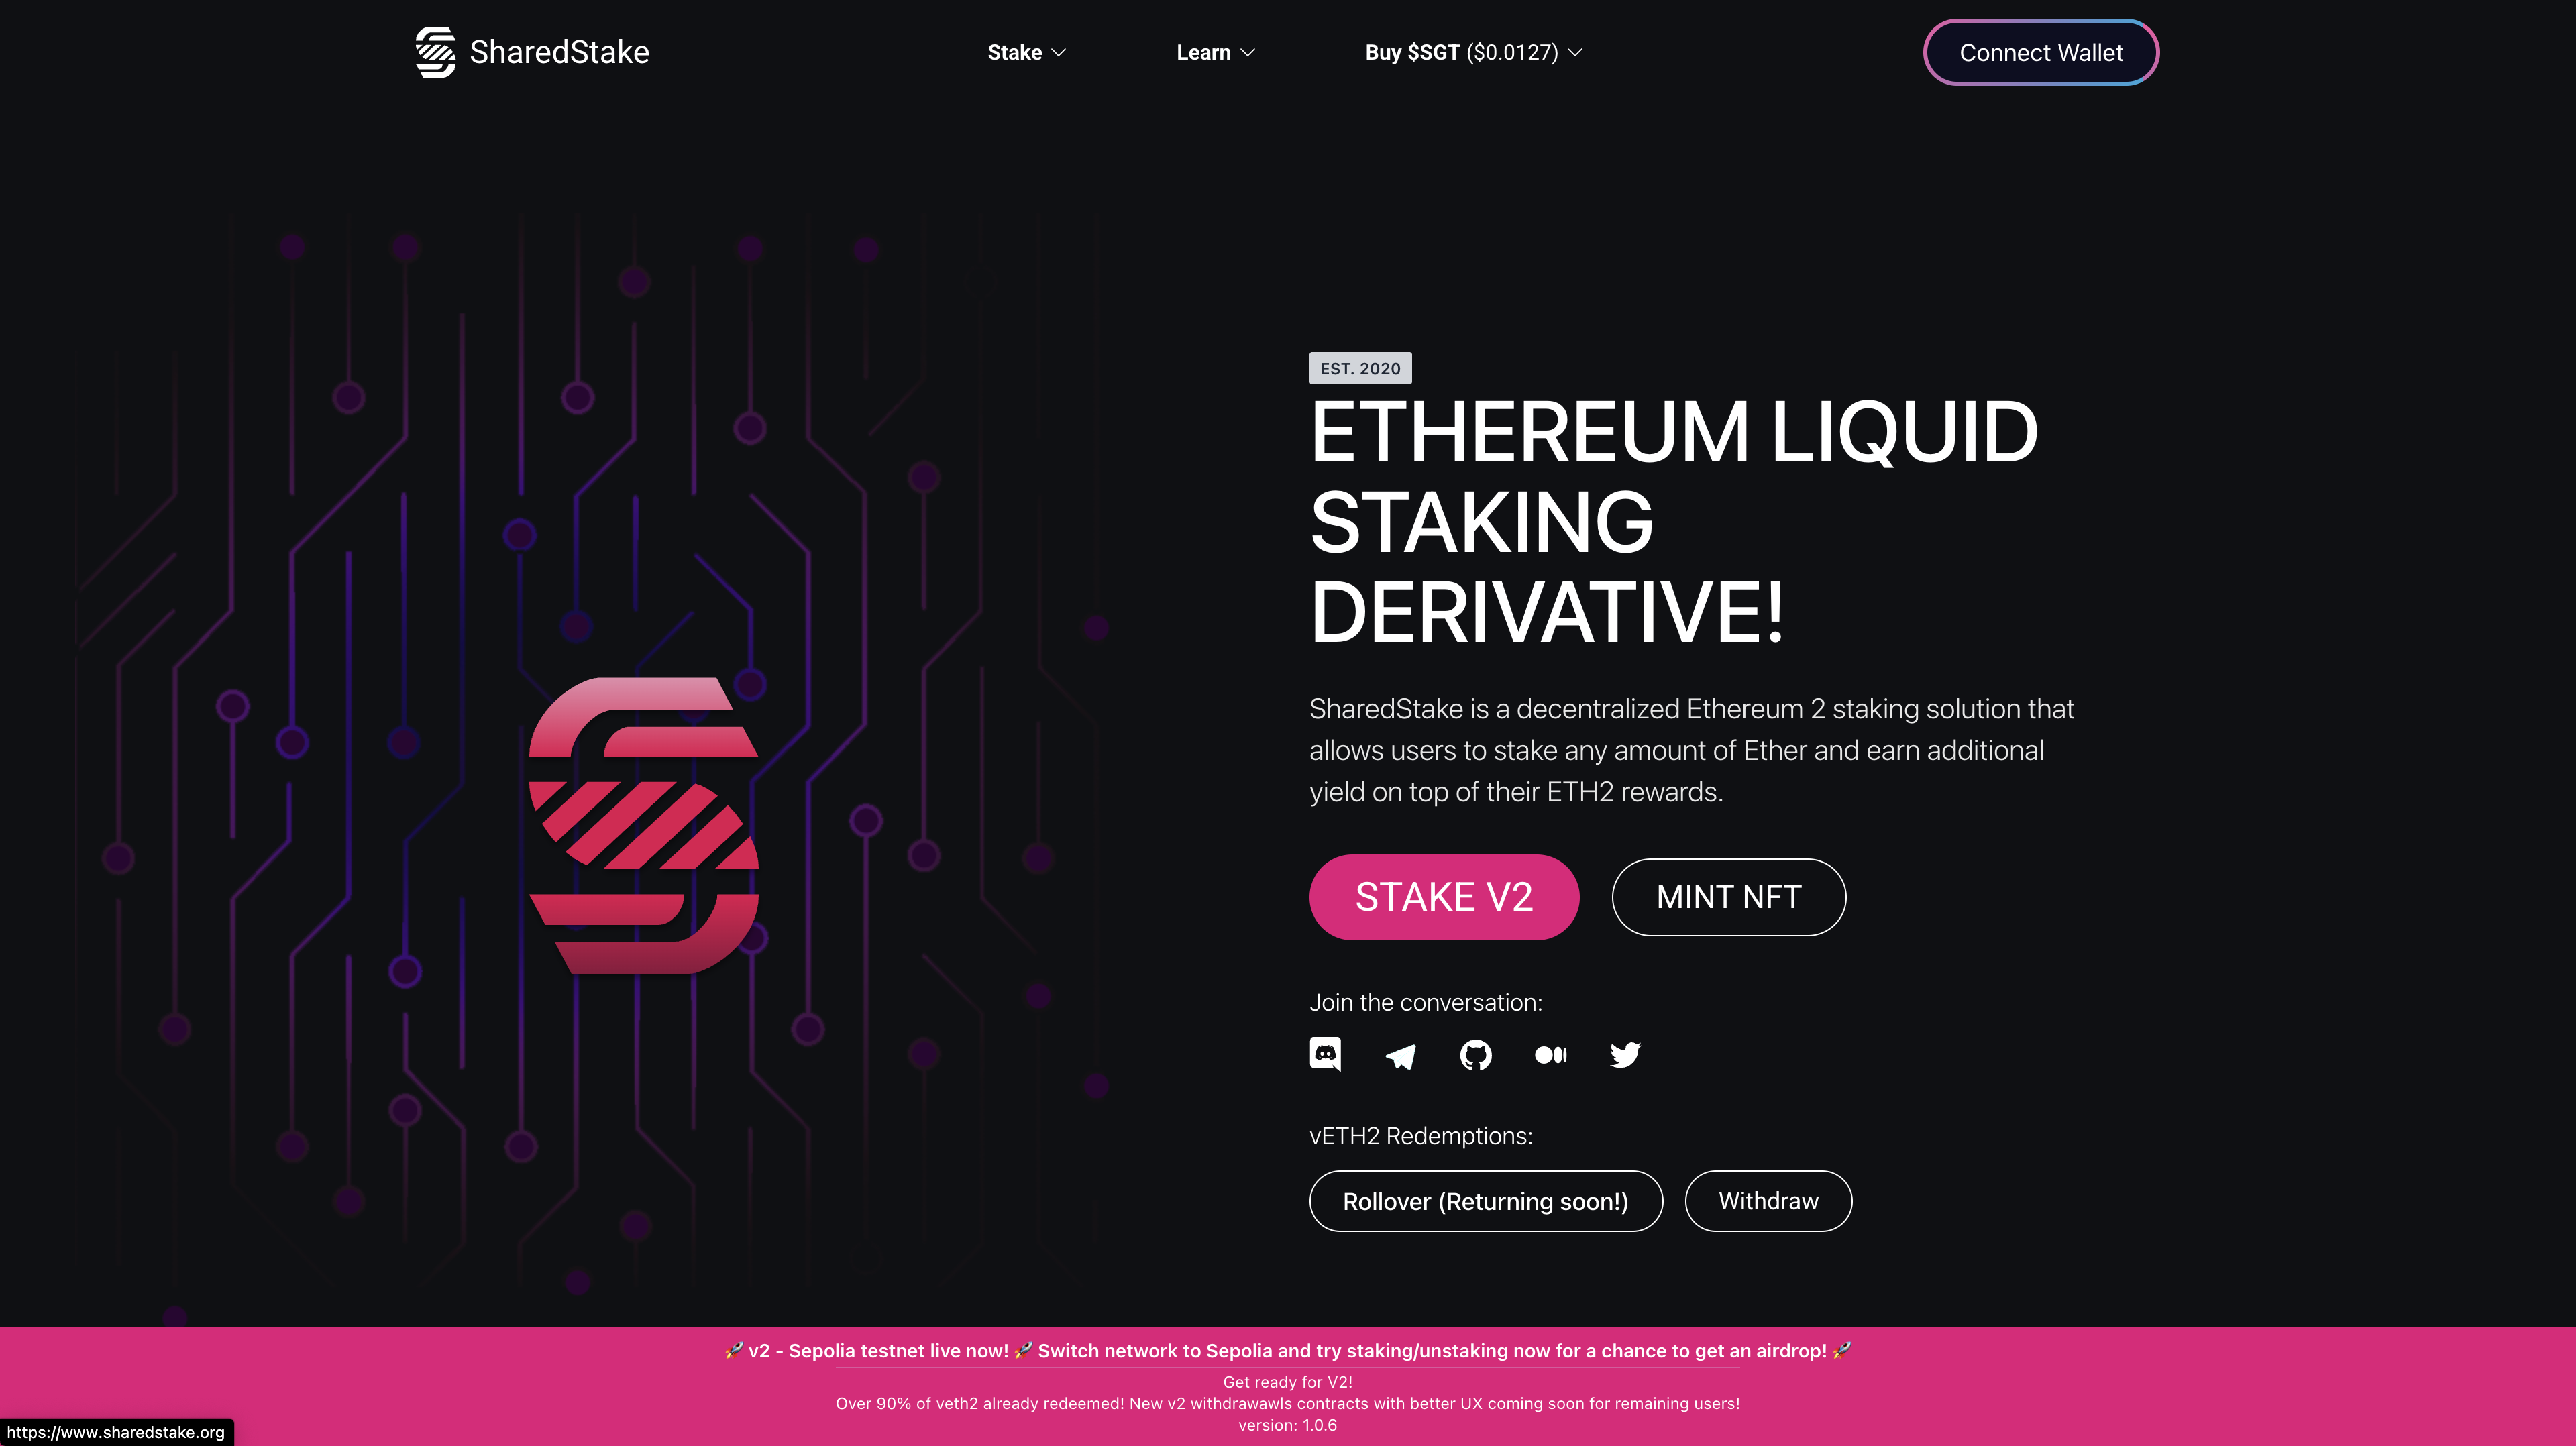 SharedStake
Stake
Learn
Buy $SGT ($0.0127)
Connect Wallet
EST. 2020
ETHEREUM LIQUID
STAKING
DERIVATIVE!
SharedStake is a decentralized Ethereum 2 staking solution that
allows users to stake any amount of Ether and earn additional
yield on top of their ETH2 rewards.
STAKE V2
MINT NFT
Join the conversation:
vETH2 Redemptions:
Rollover (Returning soon!)
Withdraw
🚀 v2 - Sepolia testnet live now! 🚀 Switch network to Sepolia and try staking/unstaking now for a chance to get an airdrop! 🚀
Get ready for V2!
Over 90% of veth2 already redeemed! New v2 withdrawawls contracts with better UX coming soon for remaining users!
version: 1.0.6
https://www.sharedstake.org